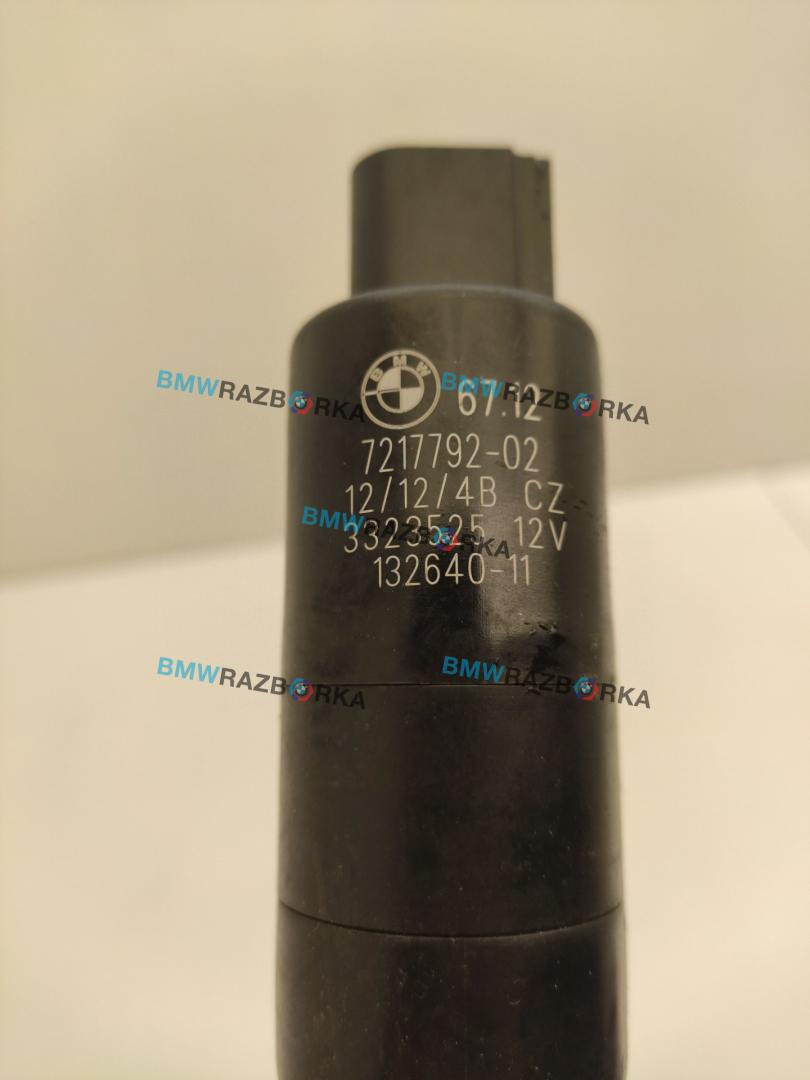 BMW 67.12
7217792-02
12/12/4B CZ
3323525 12V
132640-11
BMWRAZBORKA
BMWRAZBORKA
BMWRAZBORKA
BMWRAZBORKA
BMWRAZBORKA